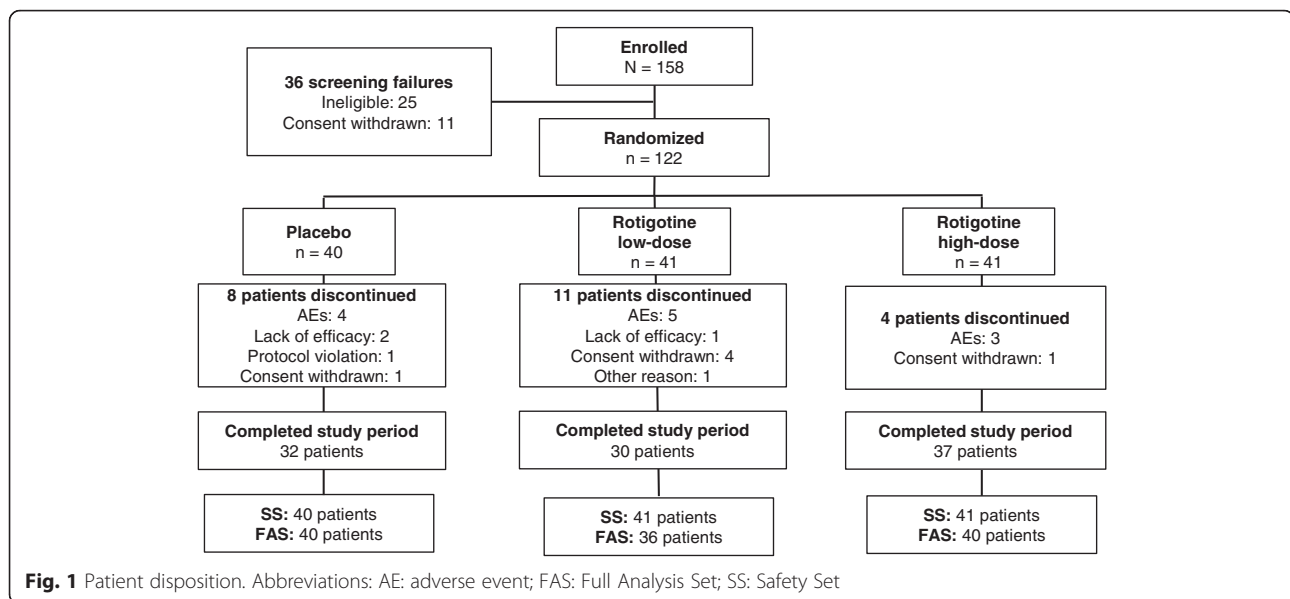 Enrolled
N = 158
36 screening failures
Ineligible: 25
Consent withdrawn: 11
Randomized
n = 122
Placebo
n = 40
Rotigotine
low-dose
n = 41
Rotigotine
high-dose
n = 41
8 patients discontinued
AEs: 4
Lack of efficacy: 2
Protocol violation: 1
Consent withdrawn: 1
11 patients discontinued
AEs: 5
Lack of efficacy: 1
Consent withdrawn: 4
Other reason: 1
4 patients discontinued
AEs: 3
Consent withdrawn: 1
Completed study period
32 patients
Completed study period
30 patients
Completed study period
37 patients
SS: 40 patients
FAS: 40 patients
SS: 41 patients
FAS: 36 patients
SS: 41 patients
FAS: 40 patients
Fig. 1 Patient disposition. Abbreviations: AE: adverse event; FAS: Full Analysis Set; SS: Safety Set